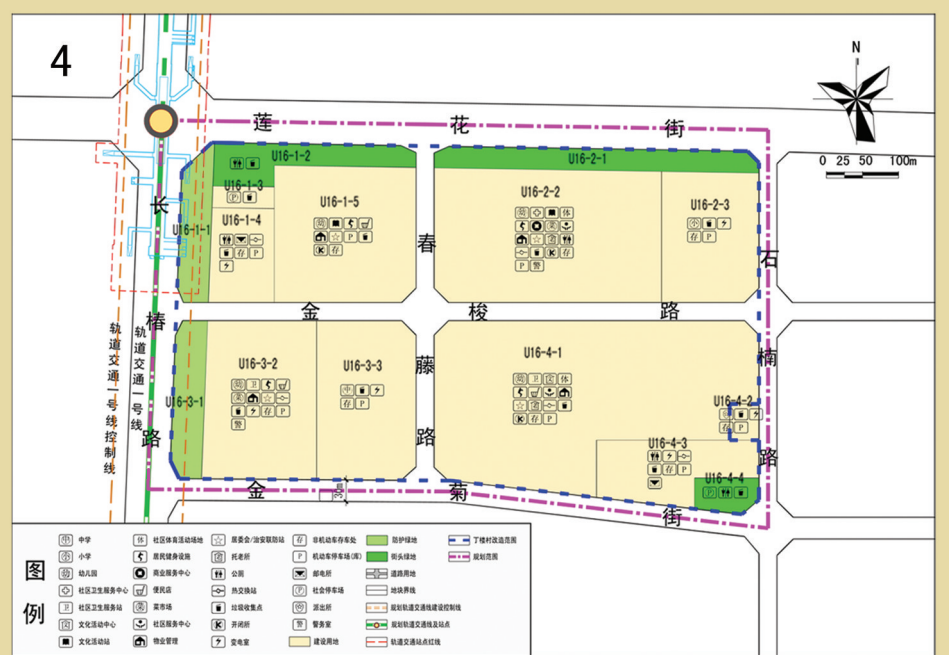 4
N
0 25 50 100m
莲花街
U16-1-2
U16-2-1
U16-1-3
U16-1-4
U16-1-5
U16-2-2
U16-2-3
U16-1-1
长椿路
春藤路
石楠路
金梭路
轨道交通一号线控制线
轨道交通一号线
U16-3-1
U16-3-2
U16-3-3
U16-4-1
U16-4-2
U16-4-3
U16-4-4
金菊街
30m
图例
中学
小学
幼儿园
社区卫生服务中心
社区卫生服务站
文化活动中心
文化活动站
社区体育活动场地
居民健身设施
商业服务中心
便民店
菜市场
社区服务中心
物业管理
居委会/治安联防站
托老所
公厕
热交换站
垃圾收集点
开闭所
变电室
非机动车存车处
机动车停车场(库)
邮电所
社会停车场
派出所
警务室
建设用地
防护绿地
街头绿地
道路用地
地块界线
规划轨道交通线建设控制线
规划轨道交通线及站点
轨道交通站点红线
丁楼村改造范围
规划范围